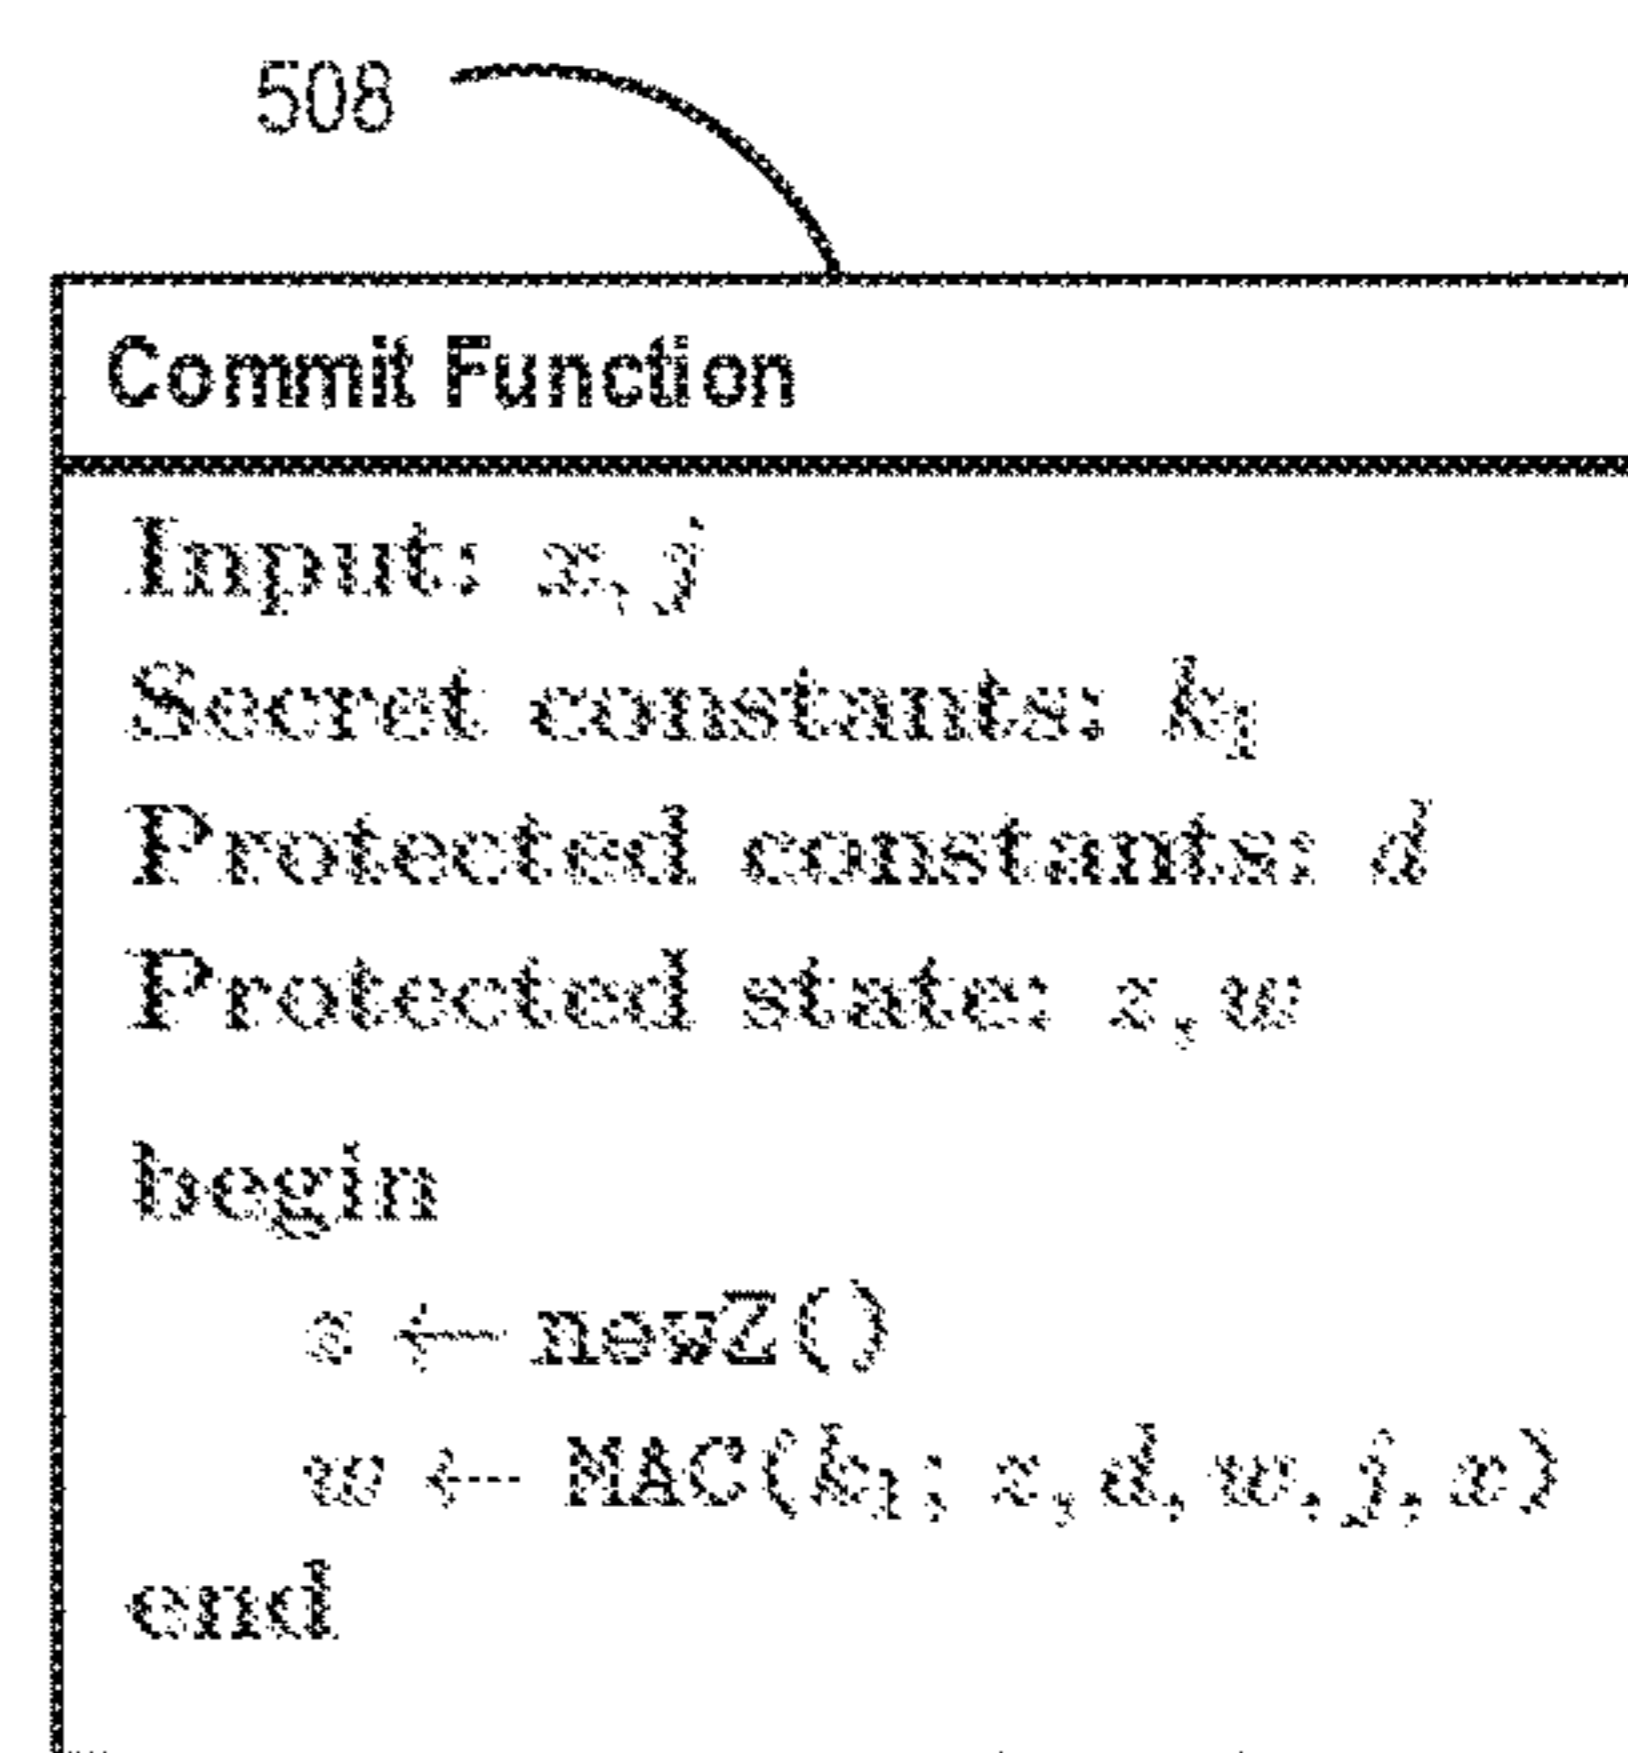 508
Commit Function
Input: x, j
Secret constants: k₁
Protected constants: d
Protected state: z, w
begin
z ← newZ()
w ← MAC(k₁; z, d, w, j, x)
end